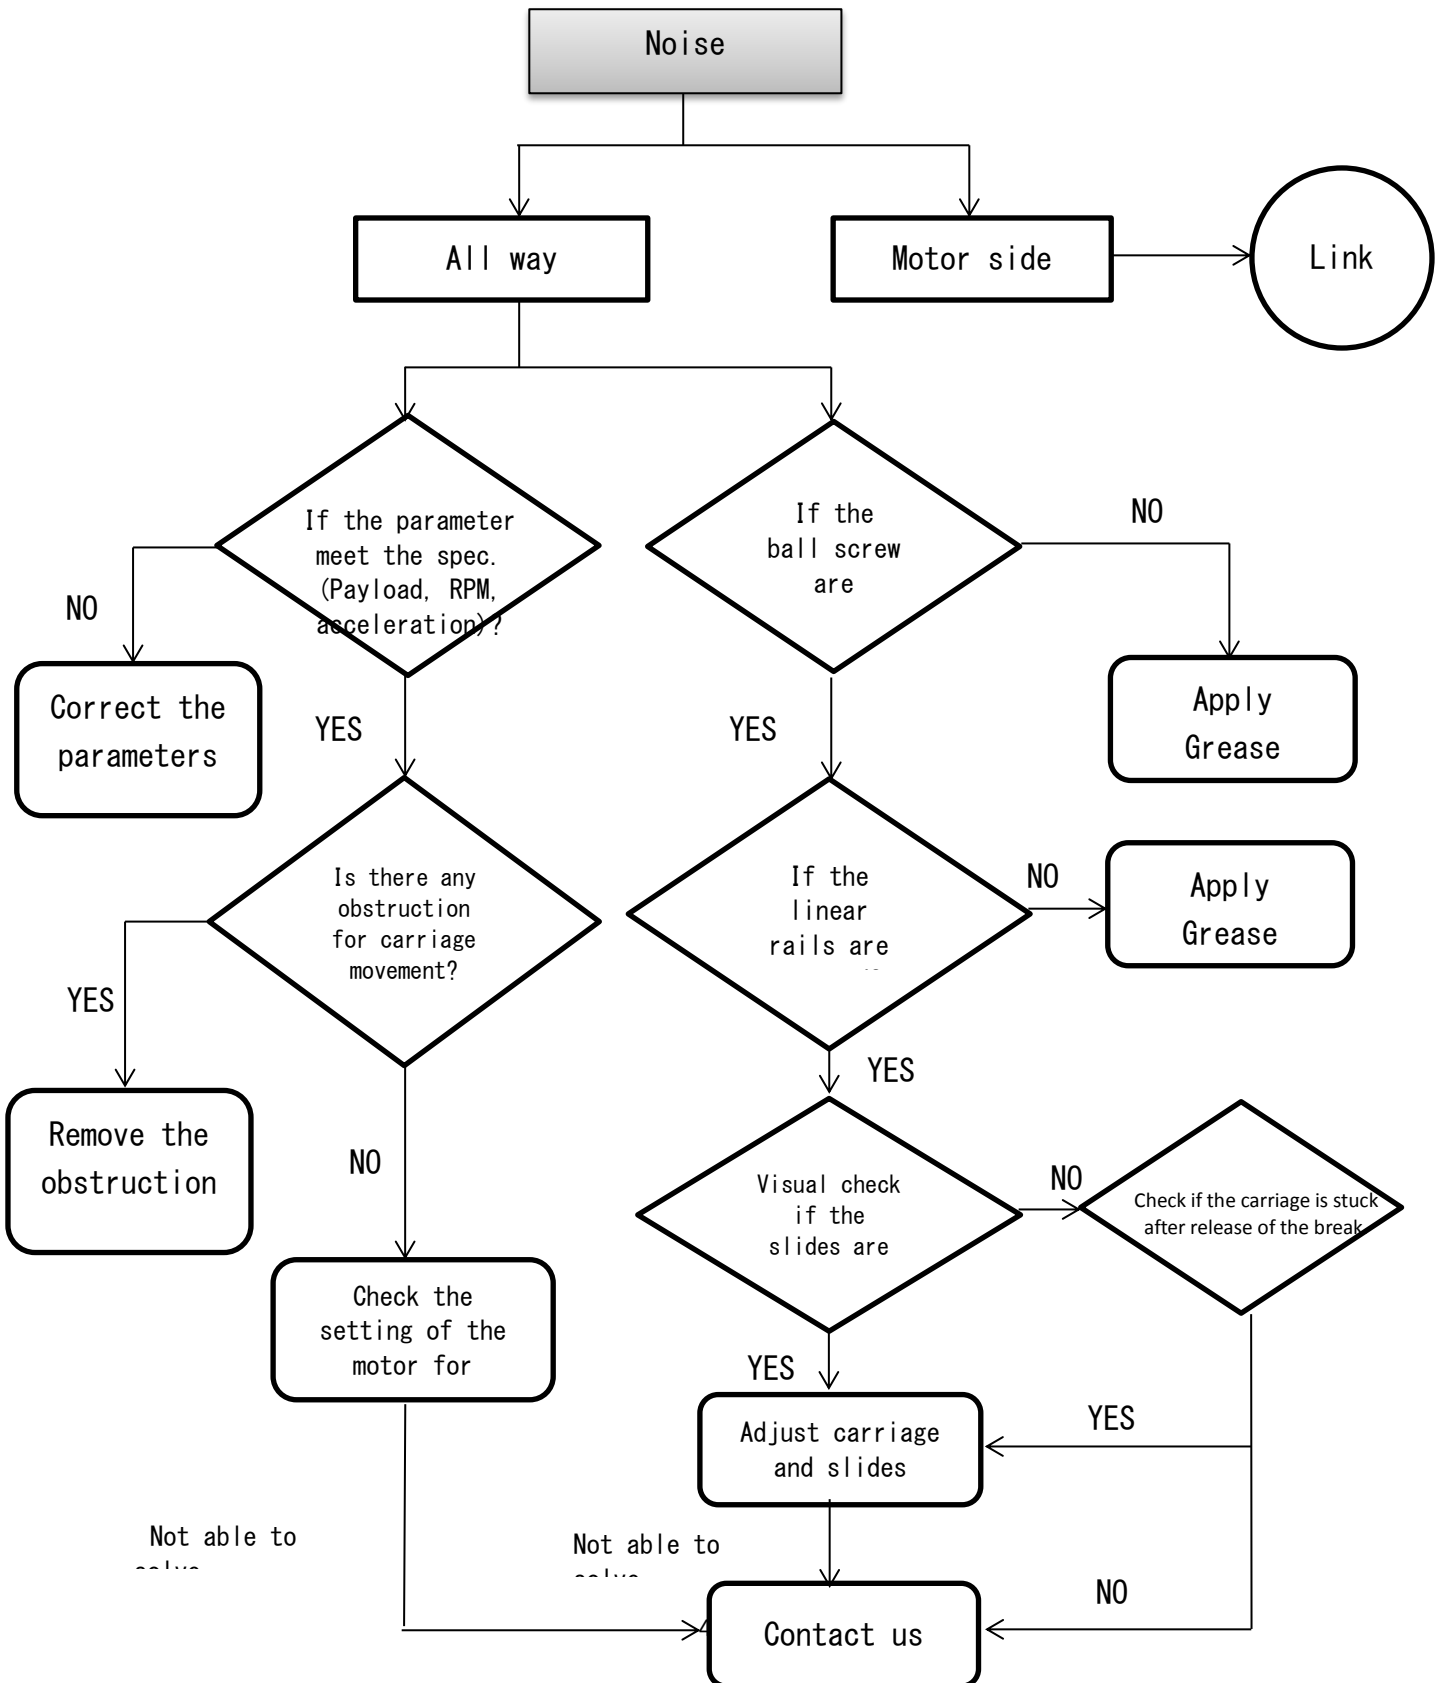 Noise
All way
Motor side
Link
If the parameter
meet the spec.
(Payload, RPM,
acceleration)?
If the
ball screw
are
NO
NO
Correct the
parameters
YES
YES
Apply
Grease
Is there any
obstruction
for carriage
movement?
If the
linear
rails are
NO
Apply
Grease
YES
YES
Remove the
obstruction
NO
Visual check
if the
slides are
NO
Check if the carriage is stuck
after release of the break
Check the
setting of the
motor for
YES
Adjust carriage
and slides
YES
Not able to
Not able to
NO
Contact us